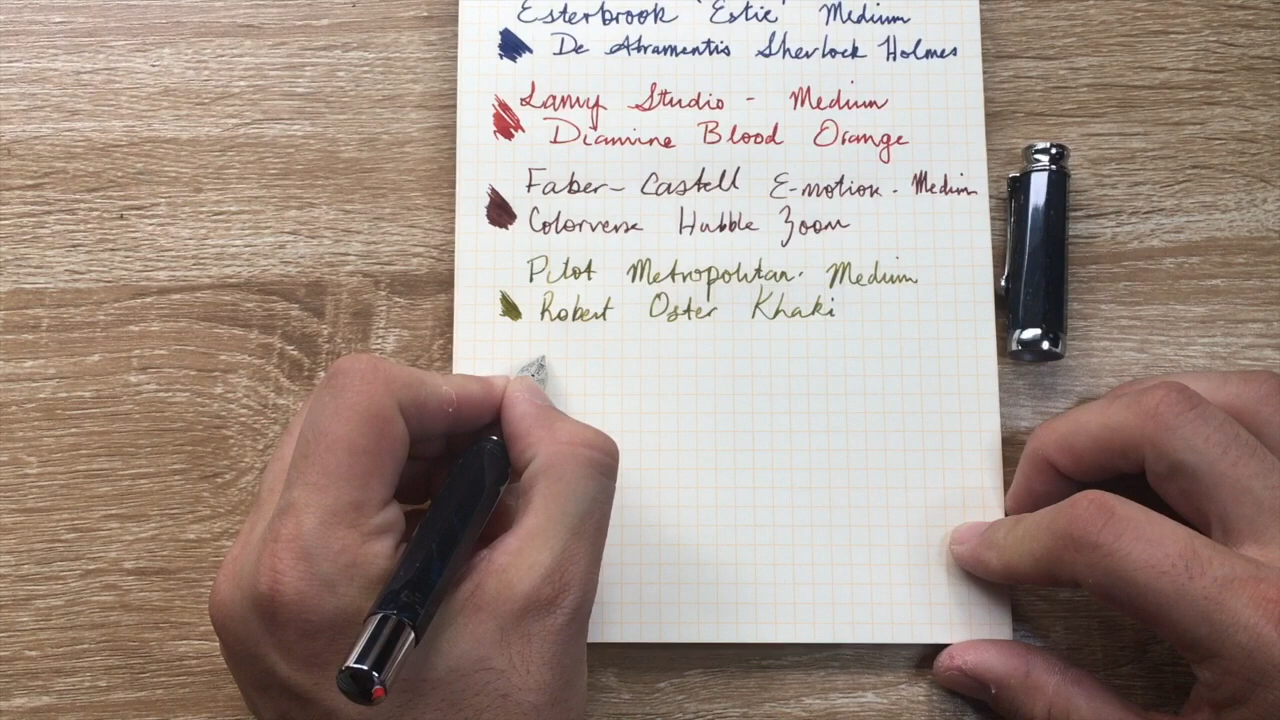 Esterbrook 'Estie' Medium
De Atramentis Sherlock Holmes
Lamy Studio - Medium
Diamine Blood Orange
Faber-Castell E-motion - Medium
Colorverse Hubble Zoom
Pilot Metropolitan. Medium
Robert Oster Khaki